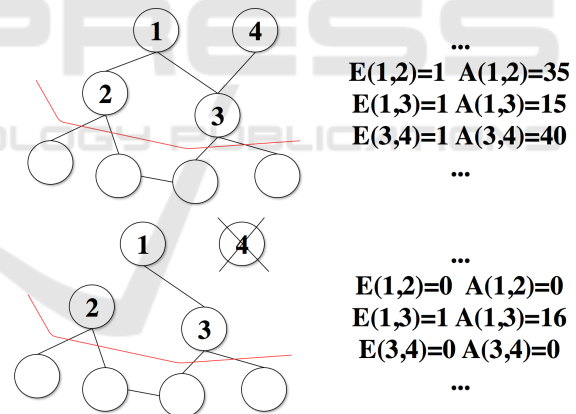 1
4
2
3
...
E(1,2)=1 A(1,2)=35
E(1,3)=1 A(1,3)=15
E(3,4)=1 A(3,4)=40
...
1
4
2
3
...
E(1,2)=0 A(1,2)=0
E(1,3)=1 A(1,3)=16
E(3,4)=0 A(3,4)=0
...